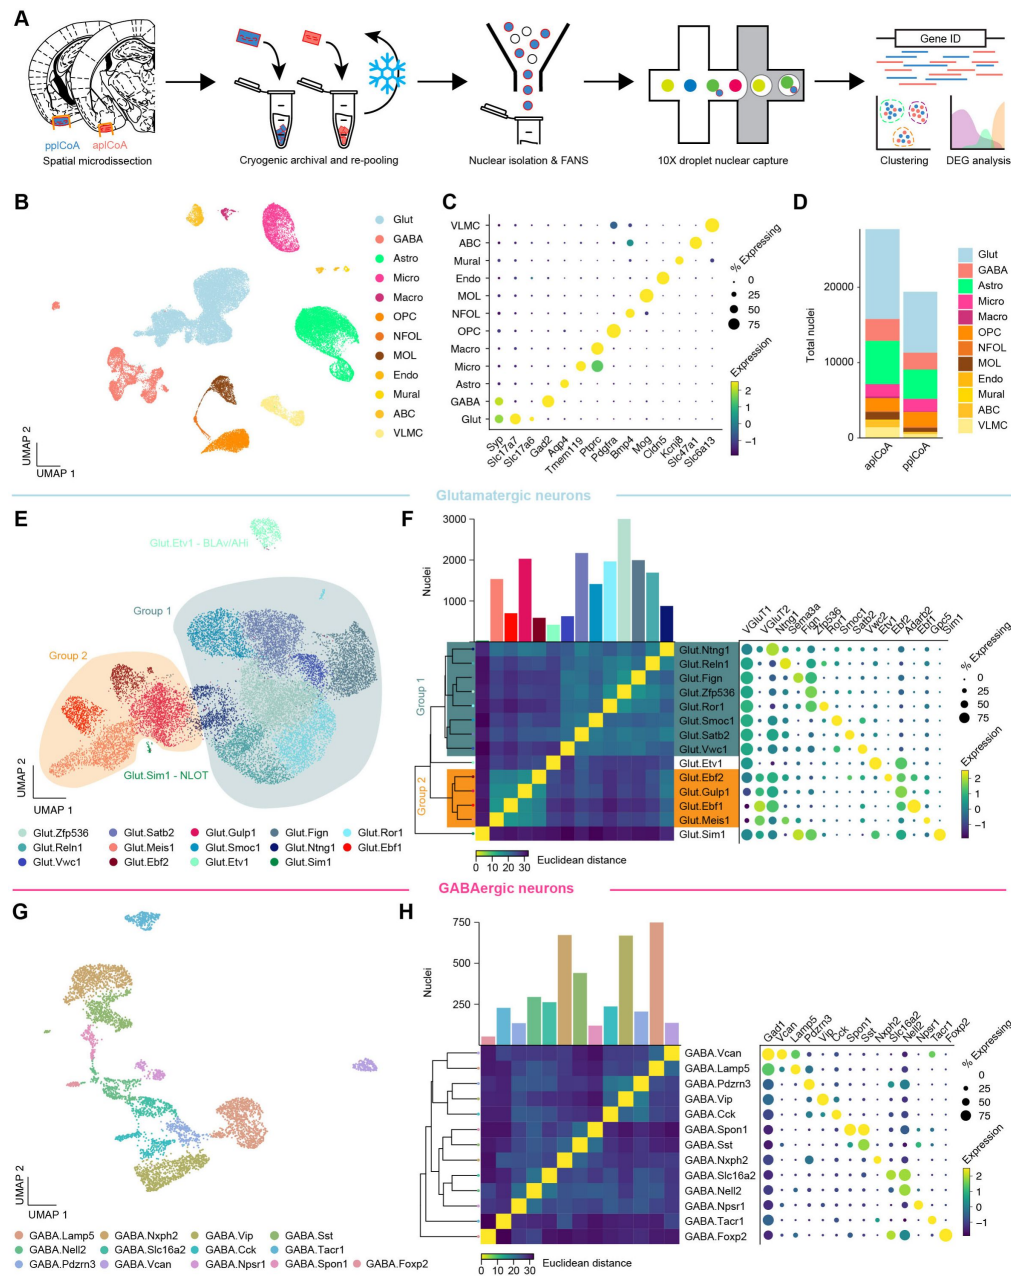 A
Gene ID
pplCoA
aplCoA
Spatial microdissection
Cryogenic archival and re-pooling
Nuclear isolation & FANS
10X droplet nuclear capture
Clustering
DEG analysis
B
Glut
GABA
Astro
Micro
Macro
OPC
NFOL
MOL
Endo
Mural
ABC
VLMC
UMAP 2
UMAP 1
C
VLMC
ABC
Mural
Endo
MOL
NFOL
OPC
Macro
Micro
Astro
GABA
Glut
Syp
Slc17a7
Slc17a6
Gad2
Aqp4
Tmem119
Ptprc
Pdgfra
Bmp4
Mog
Cldn5
Kcnj8
Slc47a1
Slc6a13
% Expressing
0
25
50
75
Expression
2
1
0
−1
D
Total nuclei
20000
10000
0
aplCoA
pplCoA
Glut
GABA
Astro
Micro
Macro
OPC
NFOL
MOL
Endo
Mural
ABC
VLMC
Glutamatergic neurons
E
Glut.Etv1 - BLAv/AHi
Group 1
Group 2
Glut.Sim1 - NLOT
UMAP 2
UMAP 1
Glut.Zfp536
Glut.Satb2
Glut.Gulp1
Glut.Fign
Glut.Ror1
Glut.Reln1
Glut.Meis1
Glut.Smoc1
Glut.Ntng1
Glut.Ebf1
Glut.Vwc1
Glut.Ebf2
Glut.Etv1
Glut.Sim1
F
Nuclei
3000
1000
Group 1
Group 2
Glut.Ntng1
Glut.Reln1
Glut.Fign
Glut.Zfp536
Glut.Ror1
Glut.Smoc1
Glut.Satb2
Glut.Vwc1
Glut.Etv1
Glut.Ebf2
Glut.Gulp1
Glut.Ebf1
Glut.Meis1
Glut.Sim1
0 10 20 30
Euclidean distance
VGluT1
VGluT2
Ntng1
Sema3a
Fign
Zfp536
Ror1
Smoc1
Satb2
Vwc2
Etv1
Ebf2
Adarb2
Ebf1
Gpc5
Sim1
% Expressing
0
25
50
75
Expression
2
1
0
−1
GABAergic neurons
G
UMAP 2
UMAP 1
GABA.Lamp5
GABA.Nxph2
GABA.Vip
GABA.Sst
GABA.Nell2
GABA.Slc16a2
GABA.Cck
GABA.Tacr1
GABA.Pdzrn3
GABA.Vcan
GABA.Npsr1
GABA.Spon1
GABA.Foxp2
H
Nuclei
750
500
250
GABA.Vcan
GABA.Lamp5
GABA.Pdzrn3
GABA.Vip
GABA.Cck
GABA.Spon1
GABA.Sst
GABA.Nxph2
GABA.Slc16a2
GABA.Nell2
GABA.Npsr1
GABA.Tacr1
GABA.Foxp2
0 10 20 30
Euclidean distance
Gad1
Vcan
Lamp5
Pdzrn3
Vip
Cck
Spon1
Sst
Nxph2
Slc16a2
Nell2
Npsr1
Tacr1
Foxp2
% Expressing
0
25
50
75
Expression
2
1
0
−1